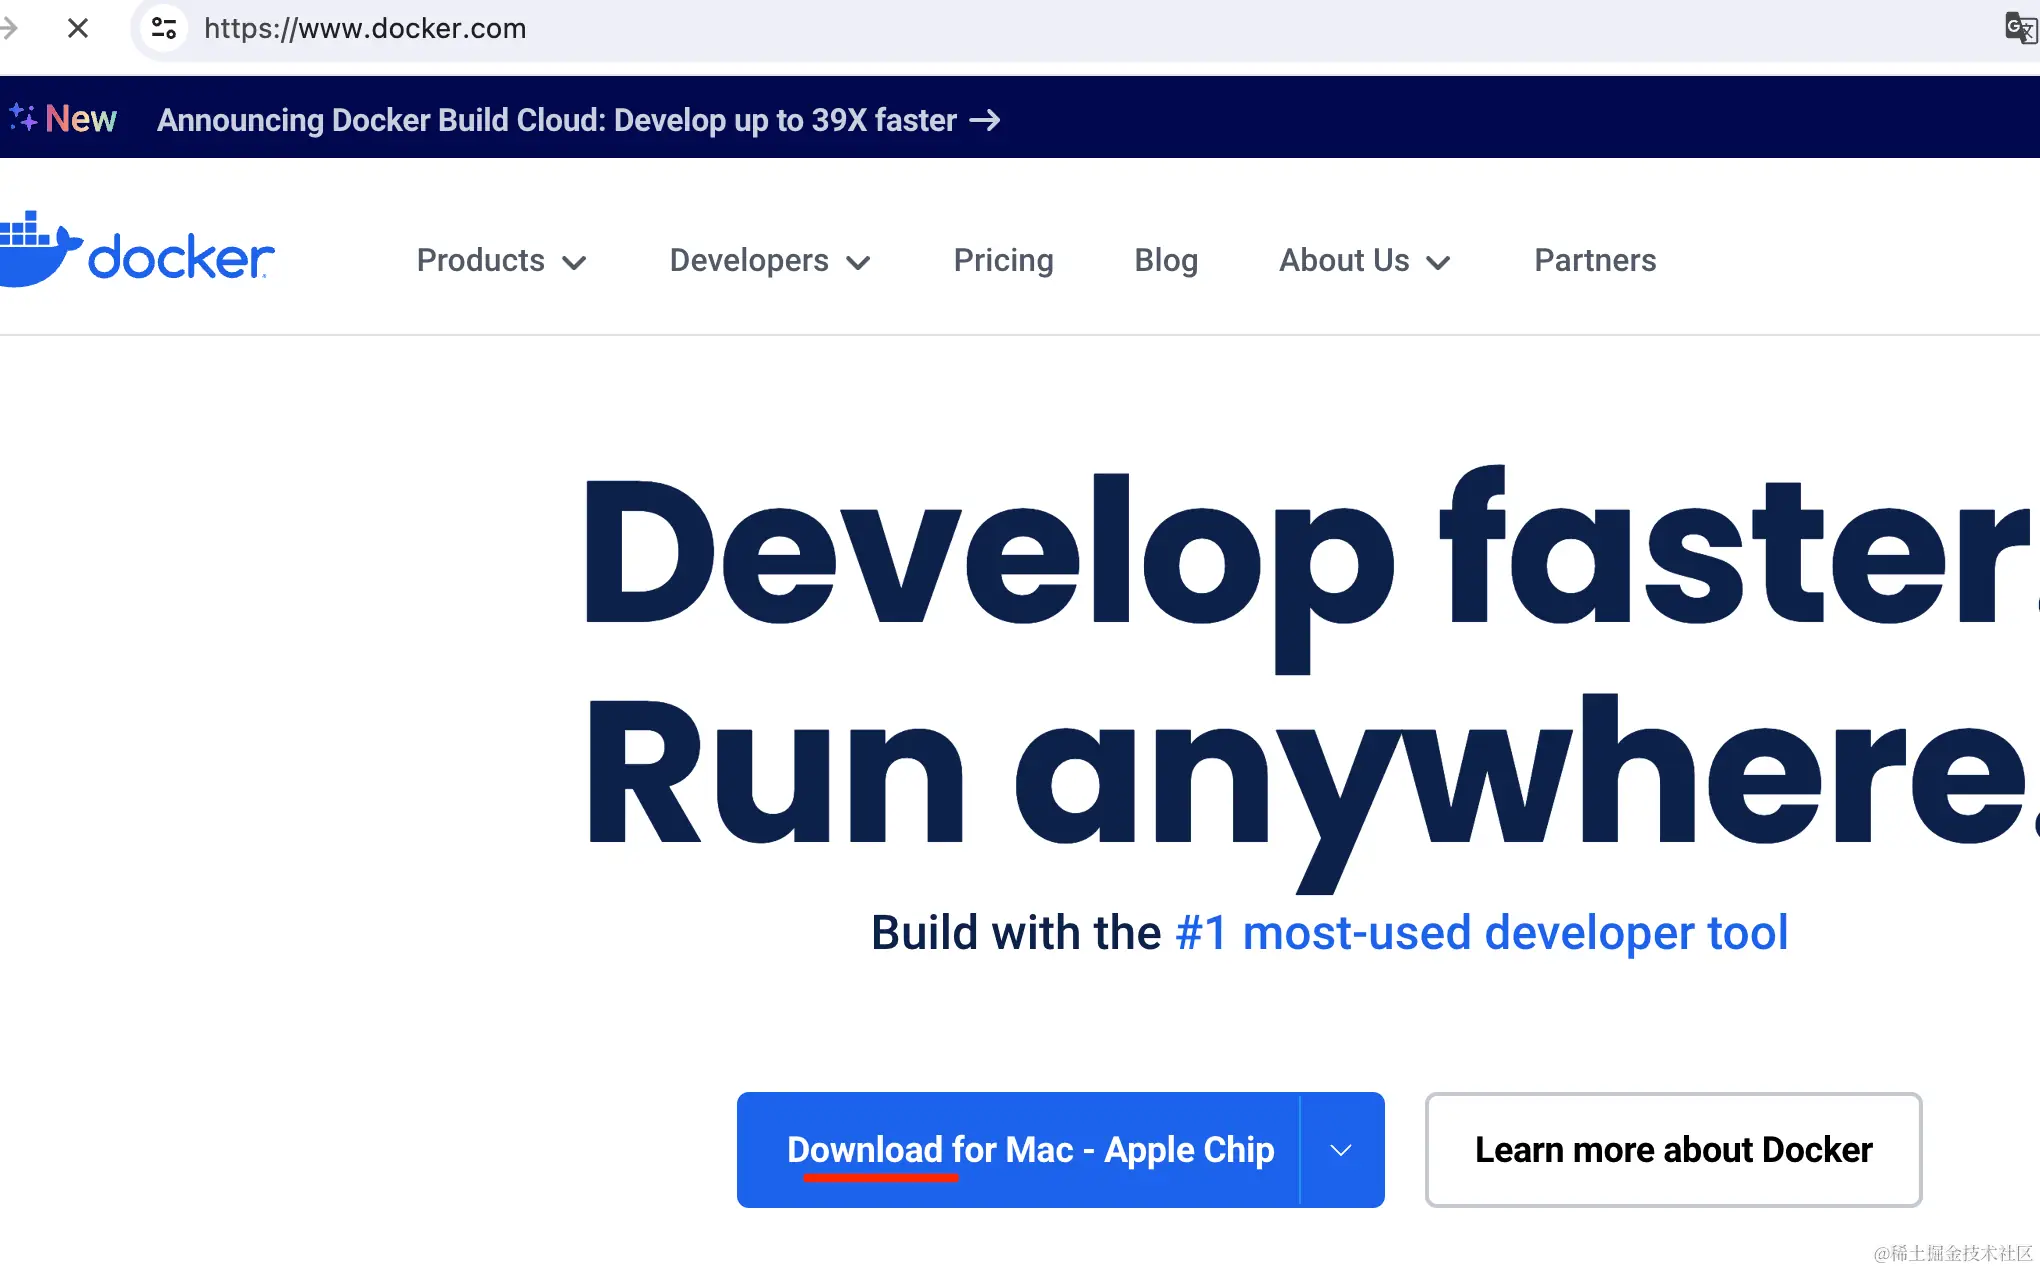 https://www.docker.com
New Announcing Docker Build Cloud: Develop up to 39X faster →
docker
Products Developers Pricing Blog About Us Partners
Develop faster.
Run anywhere.
Build with the #1 most-used developer tool
Download for Mac - Apple Chip
Learn more about Docker
@稀土掘金技术社区